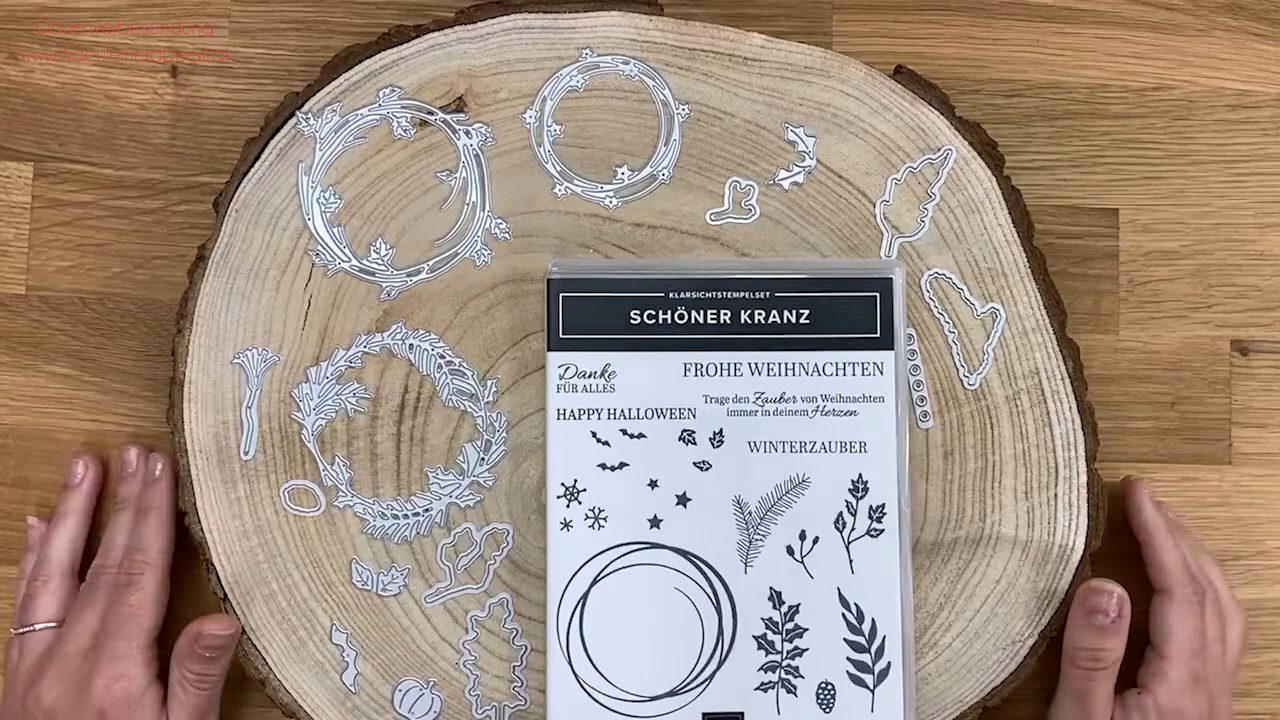 Dauerwerbesendung
KLARSICHTSTEMPELSET
SCHÖNER KRANZ
Danke
FÜR ALLES
FROHE WEIHNACHTEN
Trage den Zauber von Weihnachten
immer in deinem Herzen
HAPPY HALLOWEEN
WINTERZAUBER